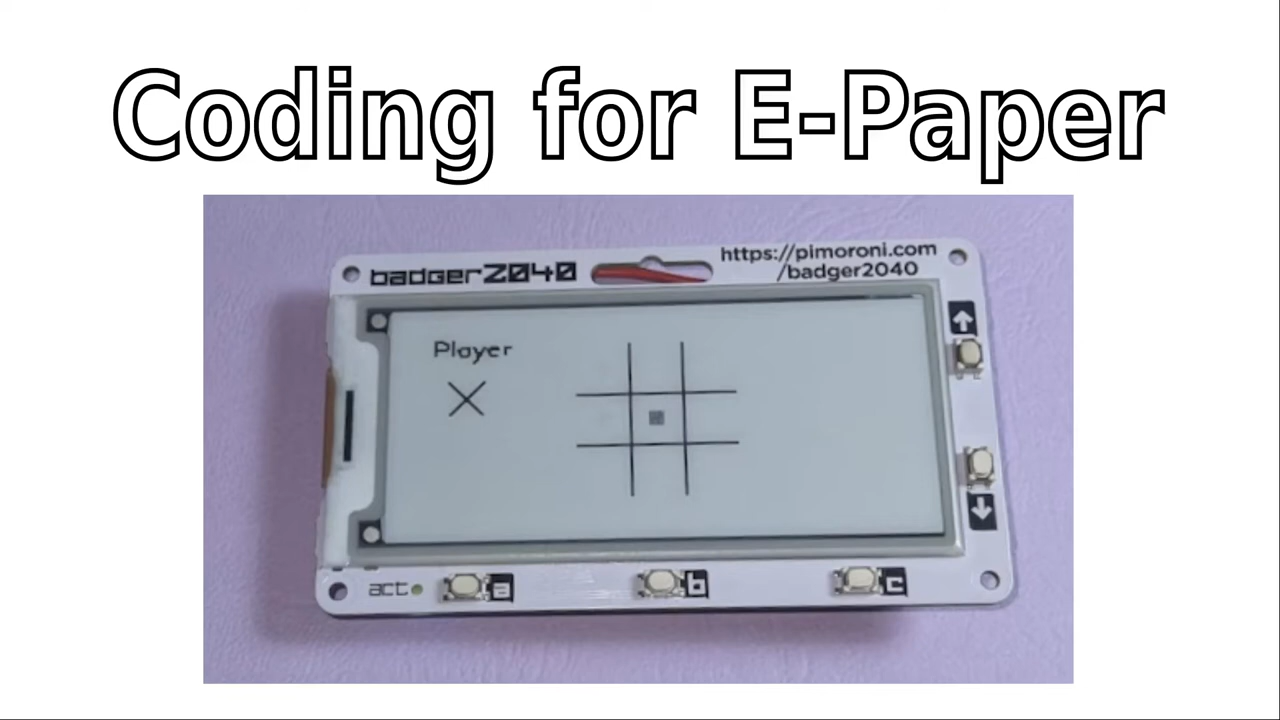 Coding for E-Paper
badger2040
https://pimoroni.com
/badger2040
Player
X
act
a
b
c